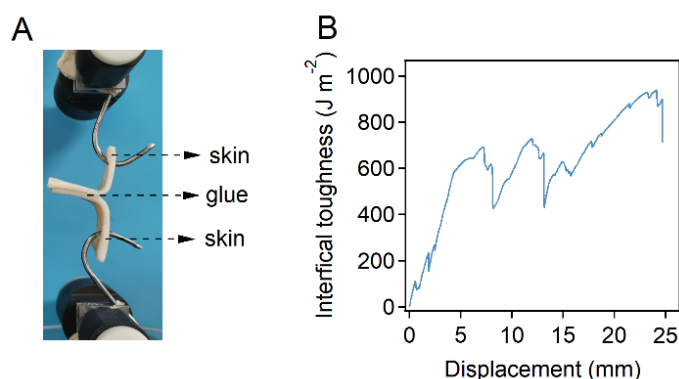 A
skin
glue
skin
B
Interfical toughness (J m⁻²)
1000
800
600
400
200
0
0 5 10 15 20 25
Displacement (mm)